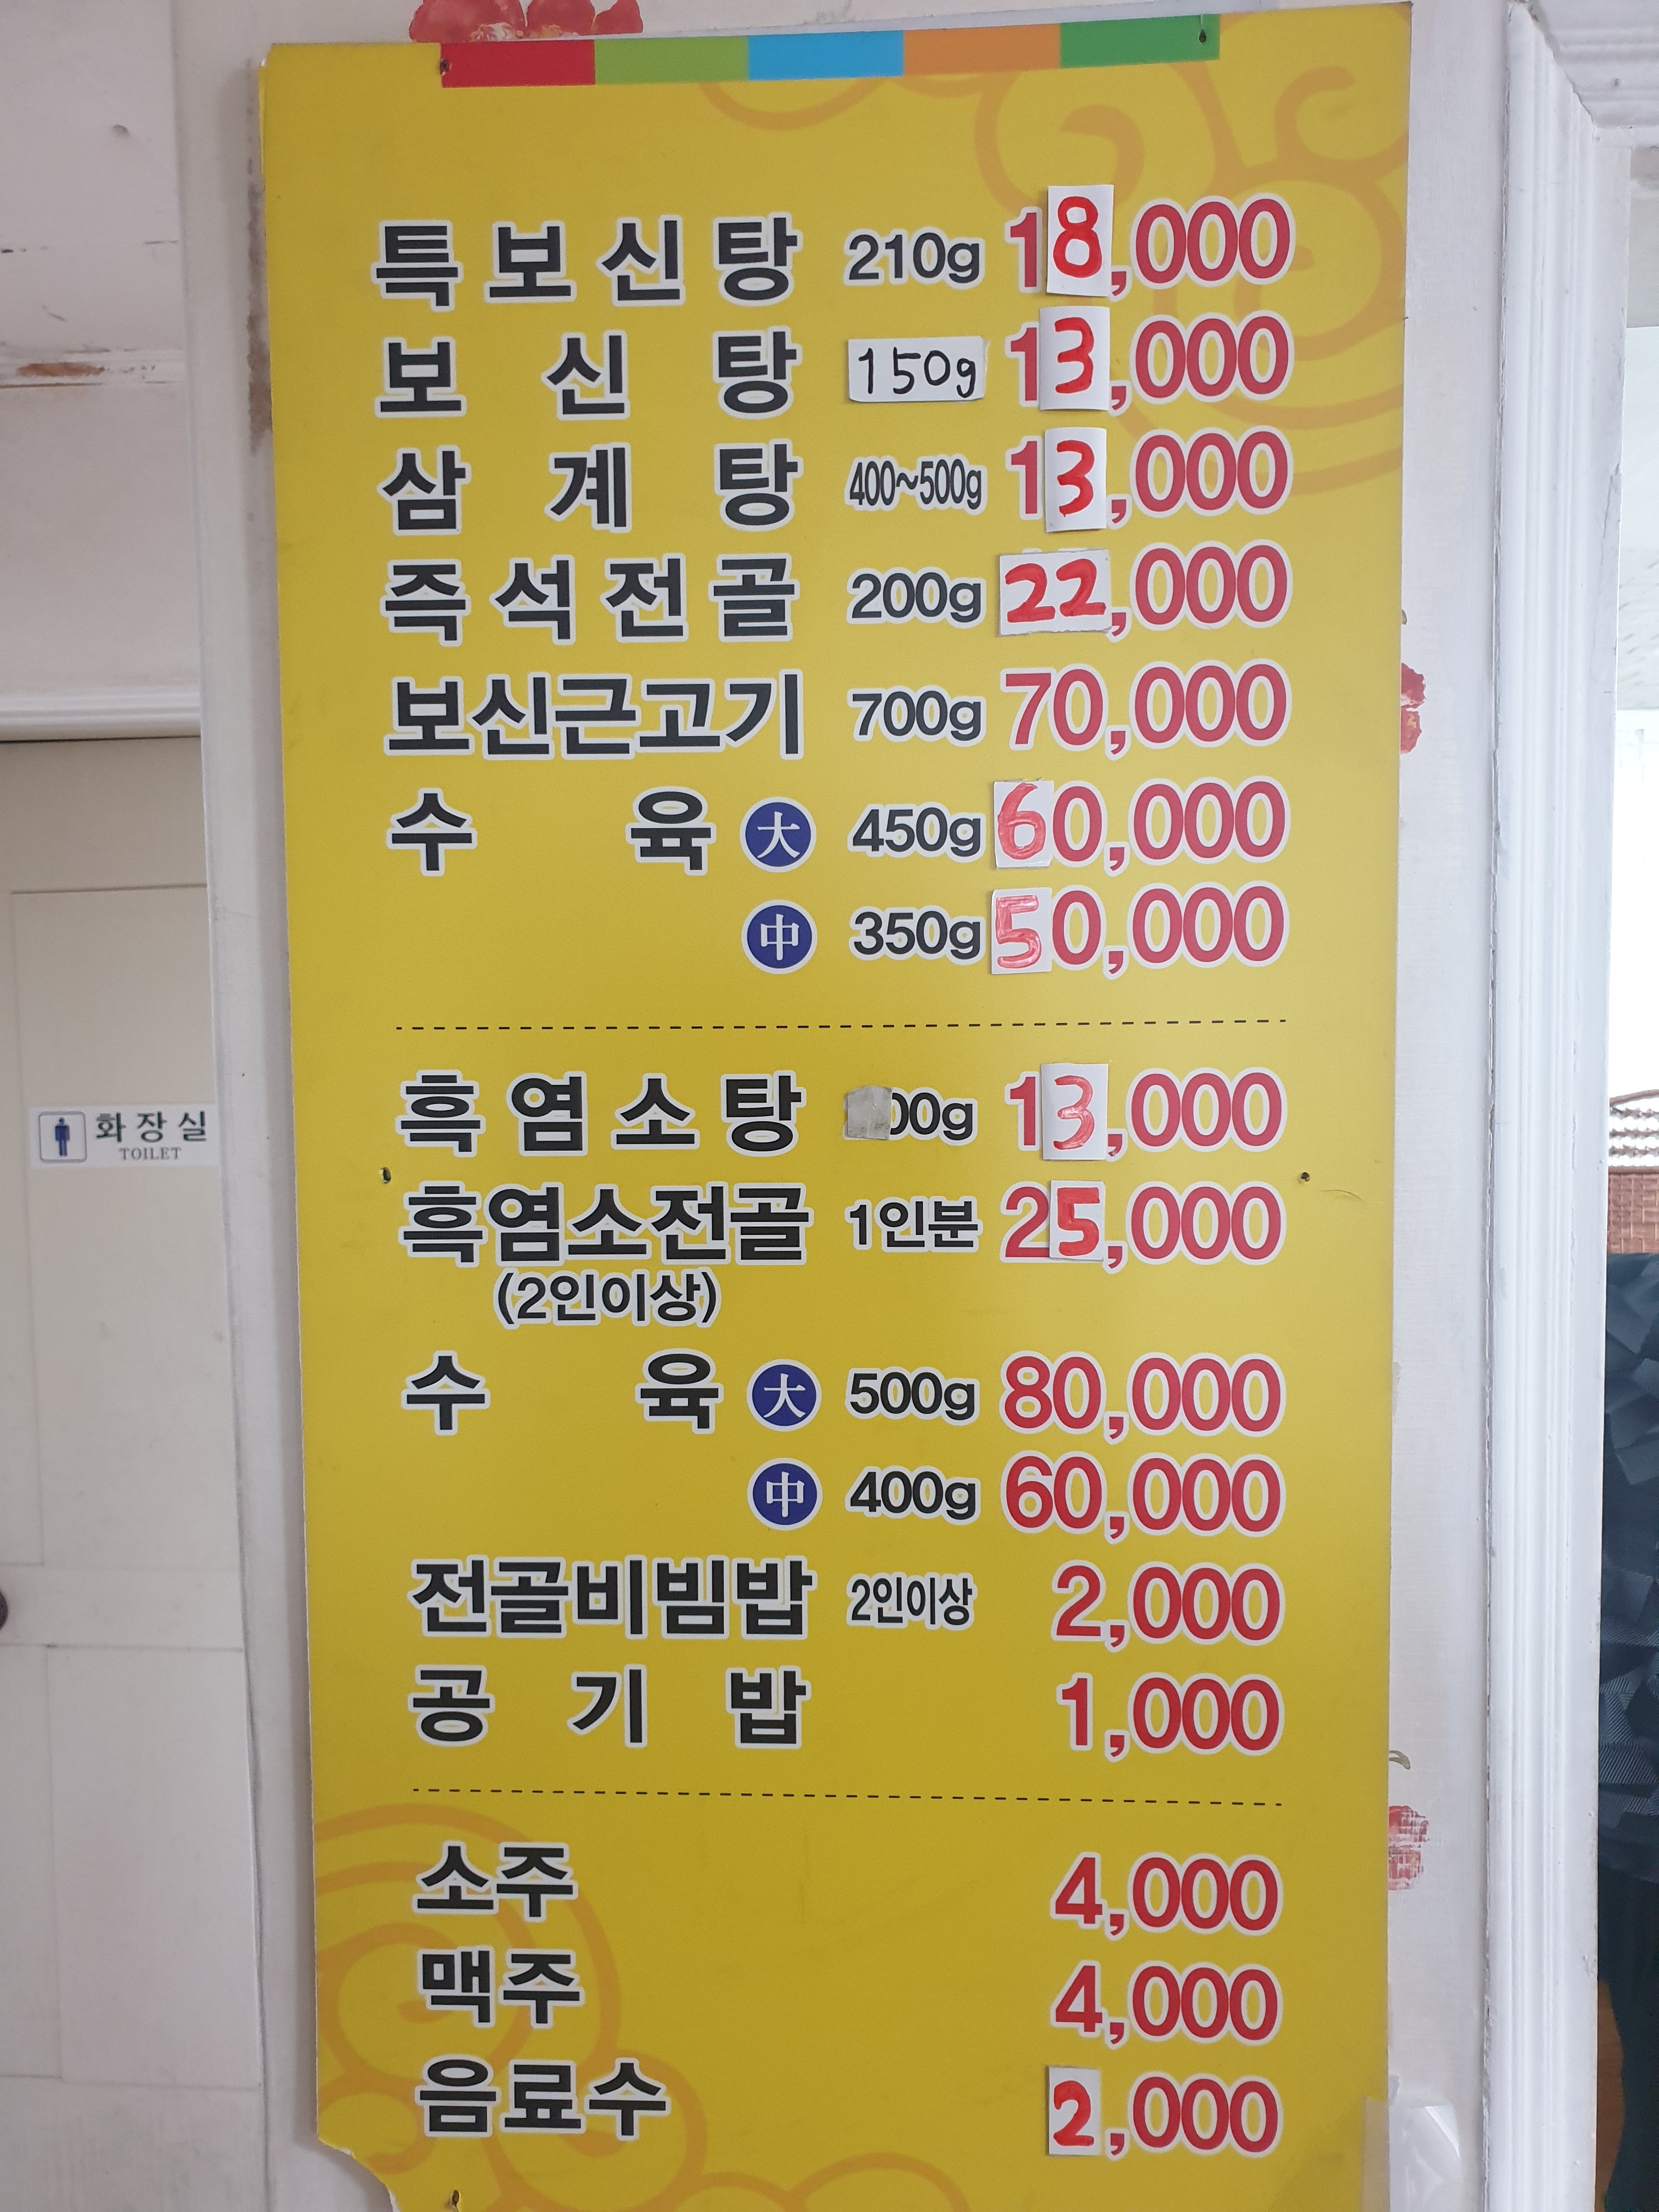 특보신탕 210g 18,000
보신탕 150g 13,000
삼계탕 400~500g 13,000
즉석전골 200g 22,000
보신근고기 700g 70,000
수육 大 450g 60,000
中 350g 50,000
흑염소탕 00g 13,000
흑염소전골 1인분 25,000
(2인이상)
수육 大 500g 80,000
中 400g 60,000
전골비빔밥 2인이상 2,000
공기밥 1,000
소주 4,000
맥주 4,000
음료수 2,000
화장실
TOILET